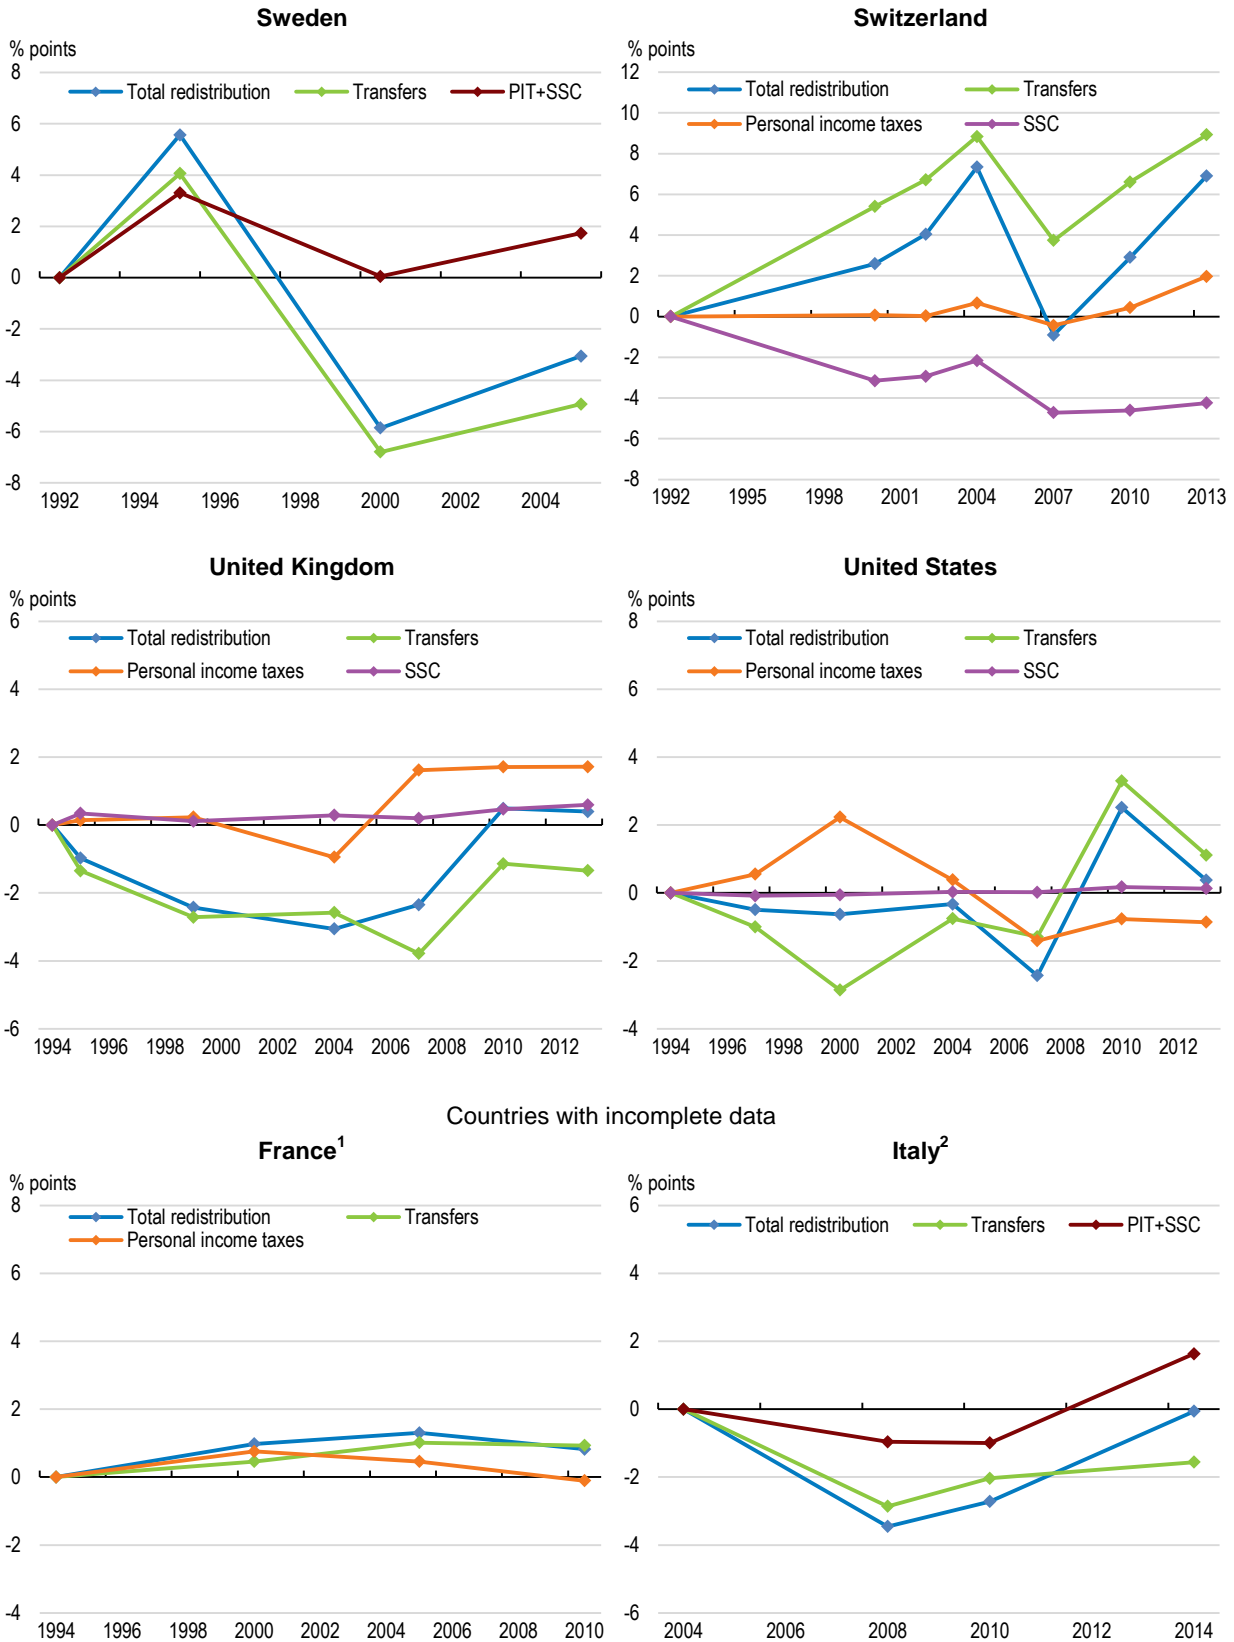 Sweden
% points
8
Total redistribution
Transfers
PIT+SSC
6
4
2
0
-2
-4
-6
-8
1992 1994 1996 1998 2000 2002 2004
Switzerland
% points
12
Total redistribution
Transfers
10
Personal income taxes
SSC
8
6
4
2
0
-2
-4
-6
-8
1992 1995 1998 2001 2004 2007 2010 2013
United Kingdom
% points
6
Total redistribution
Transfers
Personal income taxes
SSC
4
2
0
-2
-4
-6
1994 1996 1998 2000 2002 2004 2006 2008 2010 2012
United States
% points
8
Total redistribution
Transfers
Personal income taxes
SSC
6
4
2
0
-2
-4
1994 1996 1998 2000 2002 2004 2006 2008 2010 2012
Countries with incomplete data
France¹
% points
8
Total redistribution
Transfers
Personal income taxes
6
4
2
0
-2
-4
1994 1996 1998 2000 2002 2004 2006 2008 2010
Italy²
% points
6
Total redistribution
Transfers
PIT+SSC
4
2
0
-2
-4
-6
2004 2006 2008 2010 2012 2014